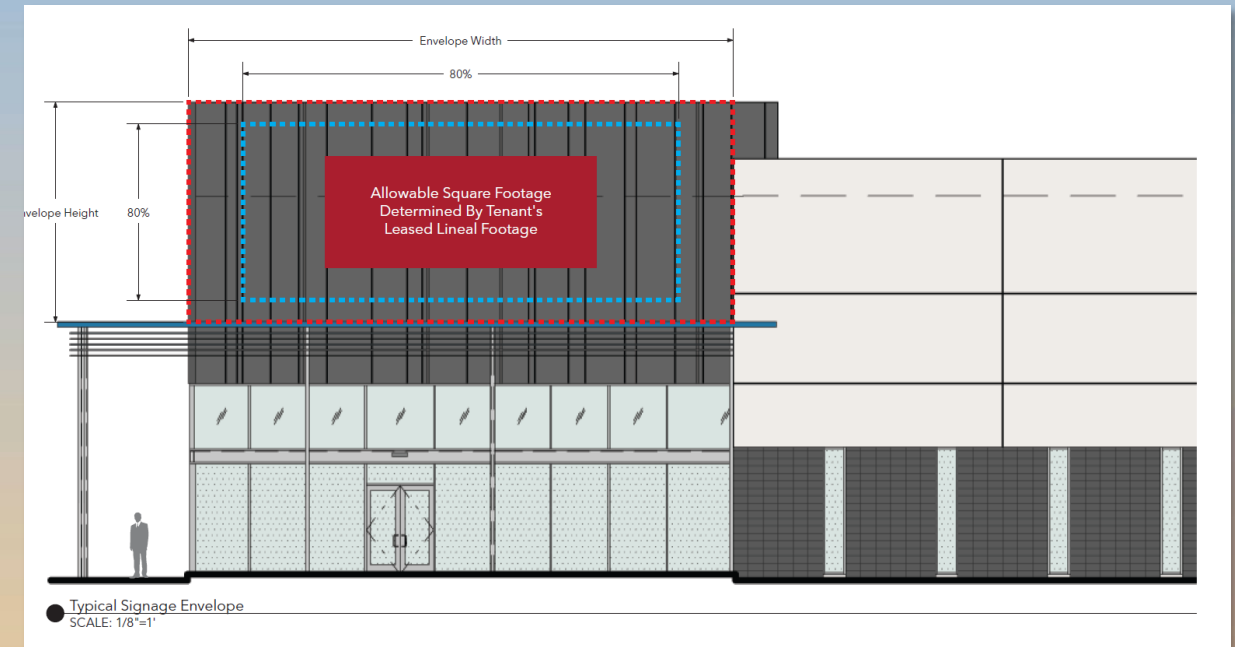 Envelope Width
80%
Allowable Square Footage
Determined By Tenant's
Leased Lineal Footage
velope Height
80%
Typical Signage Envelope
SCALE: 1/8"=1'